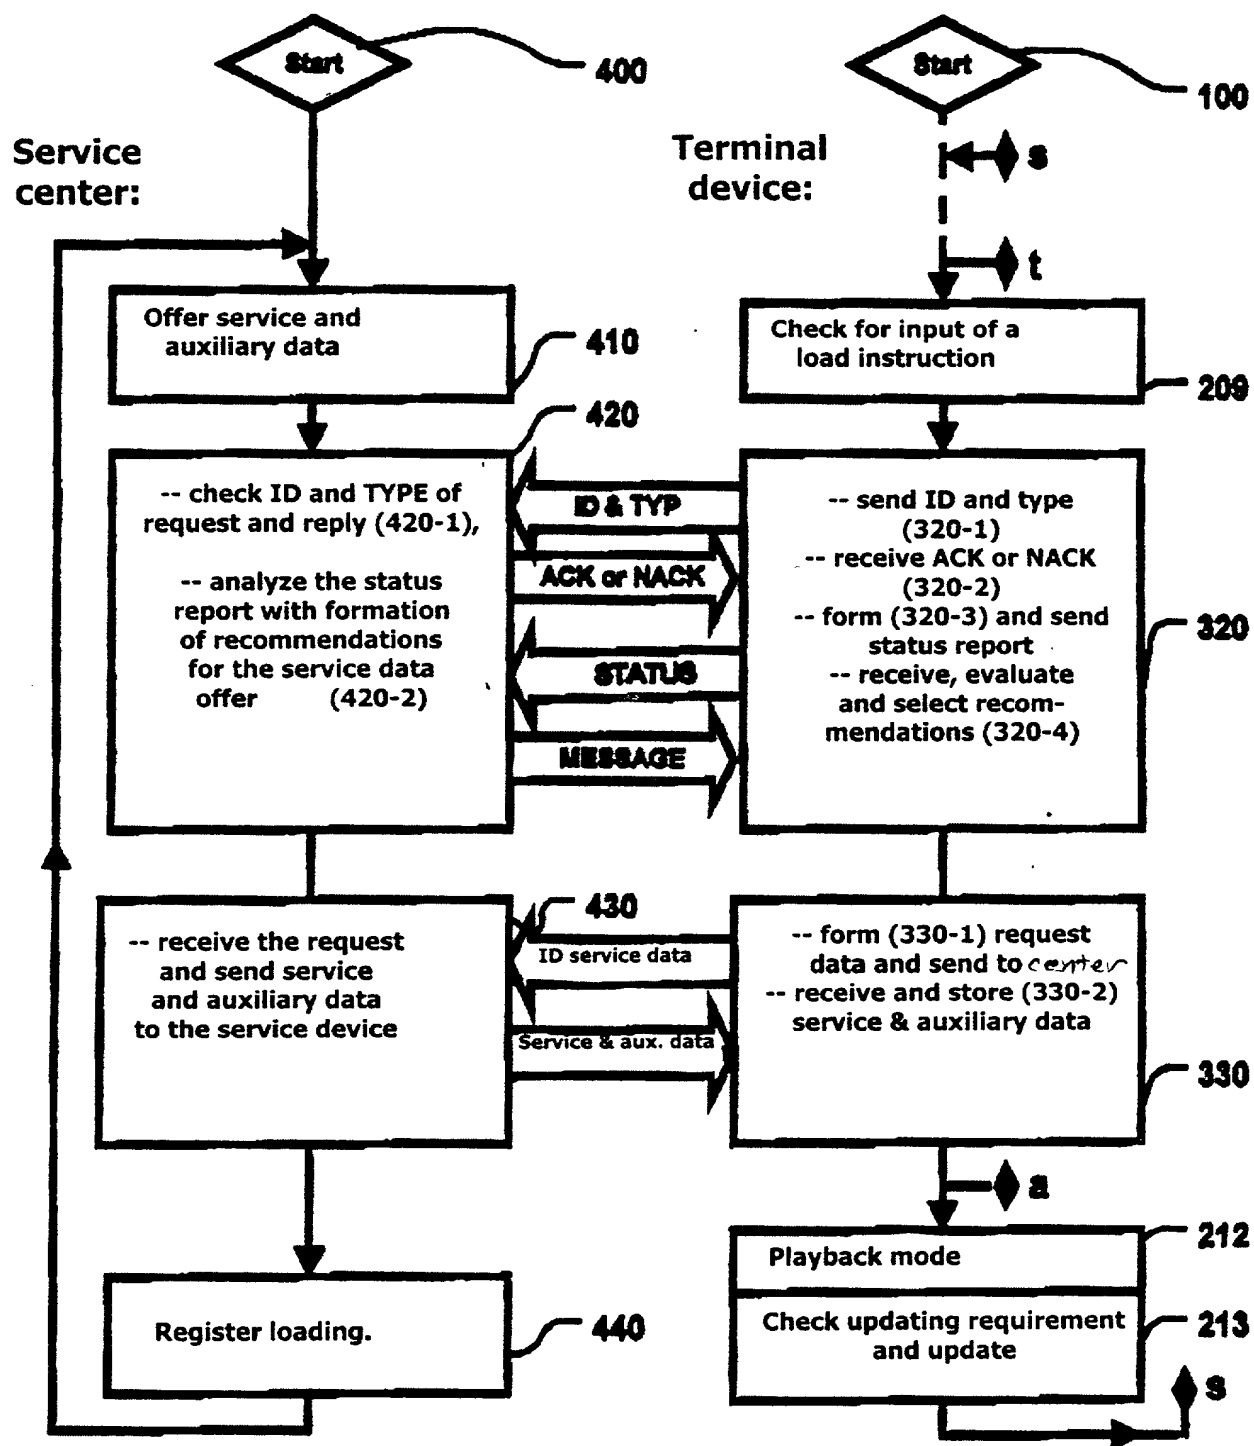 Start
400
Start
100
Service
center:
Terminal
device:
s
t
Offer service and
auxiliary data
410
Check for input of a
load instruction
209
420
-- check ID and TYPE of
request and reply (420-1),
-- analyze the status
report with formation
of recommendations
for the service data
offer (420-2)
ID & TYP
ACK or NACK
STATUS
MESSAGE
-- send ID and type
(320-1)
-- receive ACK or NACK
(320-2)
-- form (320-3) and send
status report
-- receive, evaluate
and select recom-
mendations (320-4)
320
-- receive the request
and send service
and auxiliary data
to the service device
430
ID service data
Service & aux. data
-- form (330-1) request
data and send to center
-- receive and store (330-2)
service & auxiliary data
330
a
Playback mode
212
Register loading.
440
Check updating requirement
and update
213
s